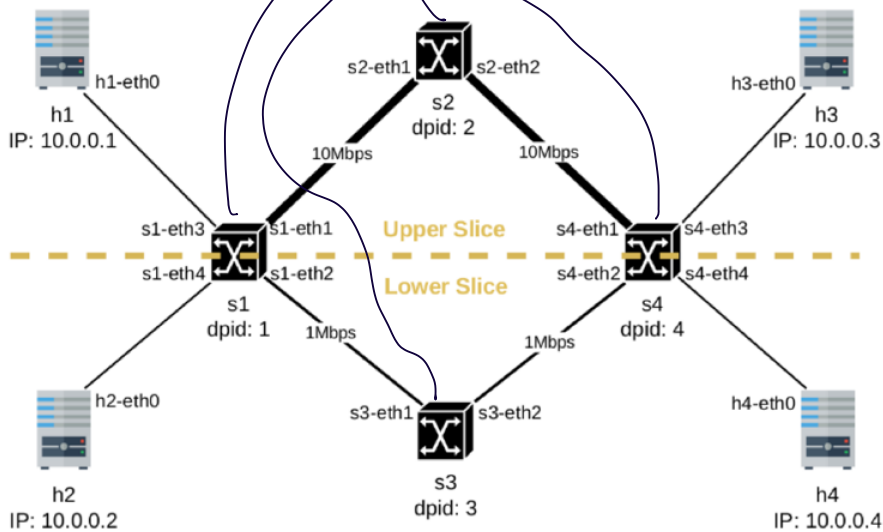 h1-eth0
h1
IP: 10.0.0.1
s2-eth1
s2-eth2
s2
dpid: 2
h3-eth0
h3
IP: 10.0.0.3
10Mbps
10Mbps
s1-eth3
s1-eth1
Upper Slice
s4-eth1
s4-eth3
s1-eth4
s1-eth2
Lower Slice
s4-eth2
s4-eth4
s1
dpid: 1
s4
dpid: 4
1Mbps
1Mbps
h2-eth0
h2
IP: 10.0.0.2
s3-eth1
s3-eth2
s3
dpid: 3
h4-eth0
h4
IP: 10.0.0.4